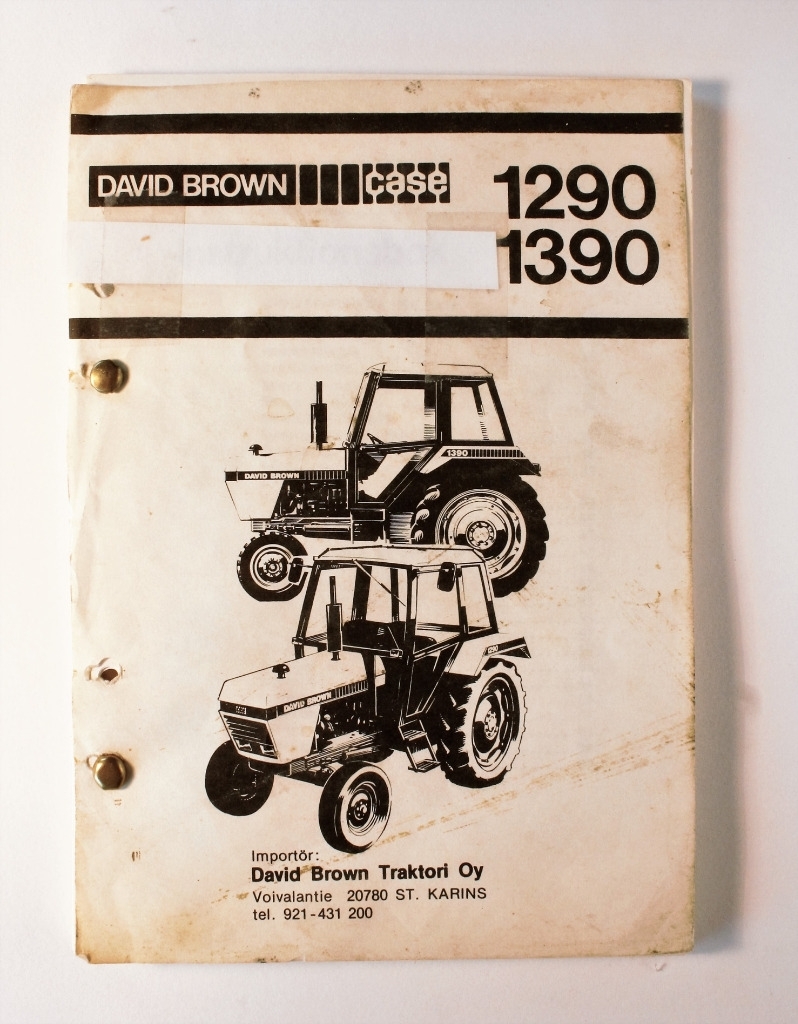 DAVID BROWN case
1290
1390
1390
DAVID BROWN
1290
DAVID BROWN
Importör:
David Brown Traktori Oy
Voivalantie 20780 ST. KARINS
tel. 921-431 200